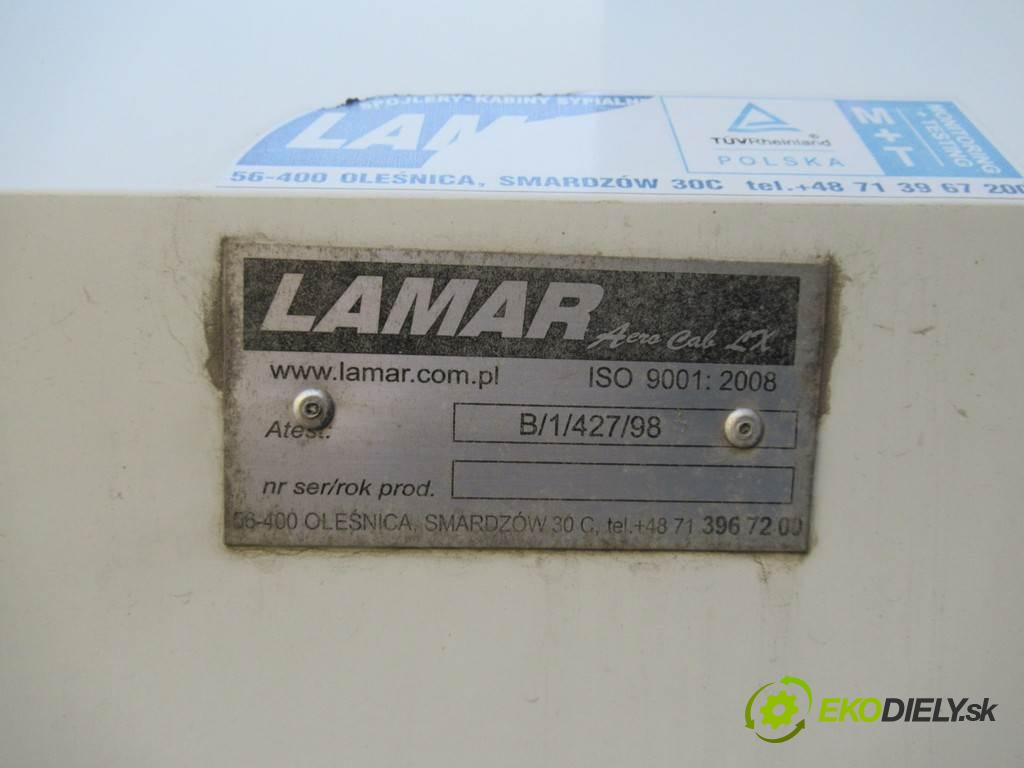 SPOJLERY • KABINY SYPIALNE
LAM
TÜVRheinland®
POLSKA
M+T
MONITORING
+ TESTING
56-400 OLEŚNICA, SMARDZÓW 30C tel.+48 71 39 67 200
LAMAR
Aero Cab LX
www.lamar.com.pl ISO 9001: 2008
Atest. B/1/427/98
nr ser/rok prod.
56-400 OLEŚNICA, SMARDZÓW 30 C, tel.+48 71 396 72 00
EKODIELY.sk